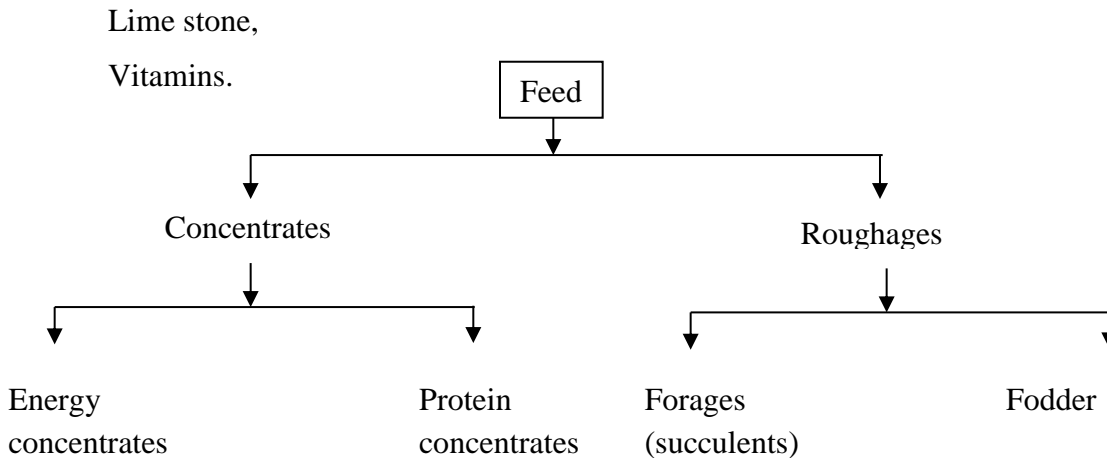 Lime stone,
Vitamins.
Feed
Concentrates
Roughages
Energy
concentrates
Protein
concentrates
Forages
(succulents)
Fodder